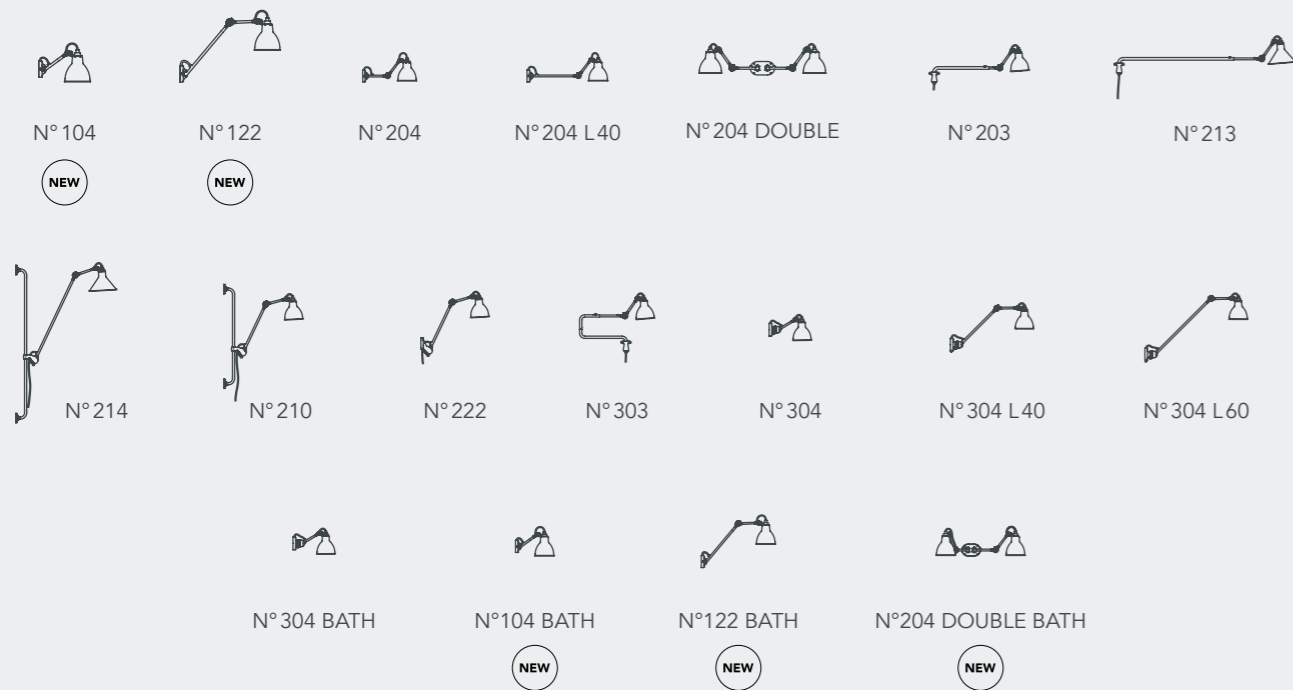 N°104
N°122
N°204
N°204 L40
N°204 DOUBLE
N°203
N°213
NEW
NEW
N°214
N°210
N°222
N°303
N°304
N°304 L40
N°304 L60
N°304 BATH
N°104 BATH
N°122 BATH
N°204 DOUBLE BATH
NEW
NEW
NEW